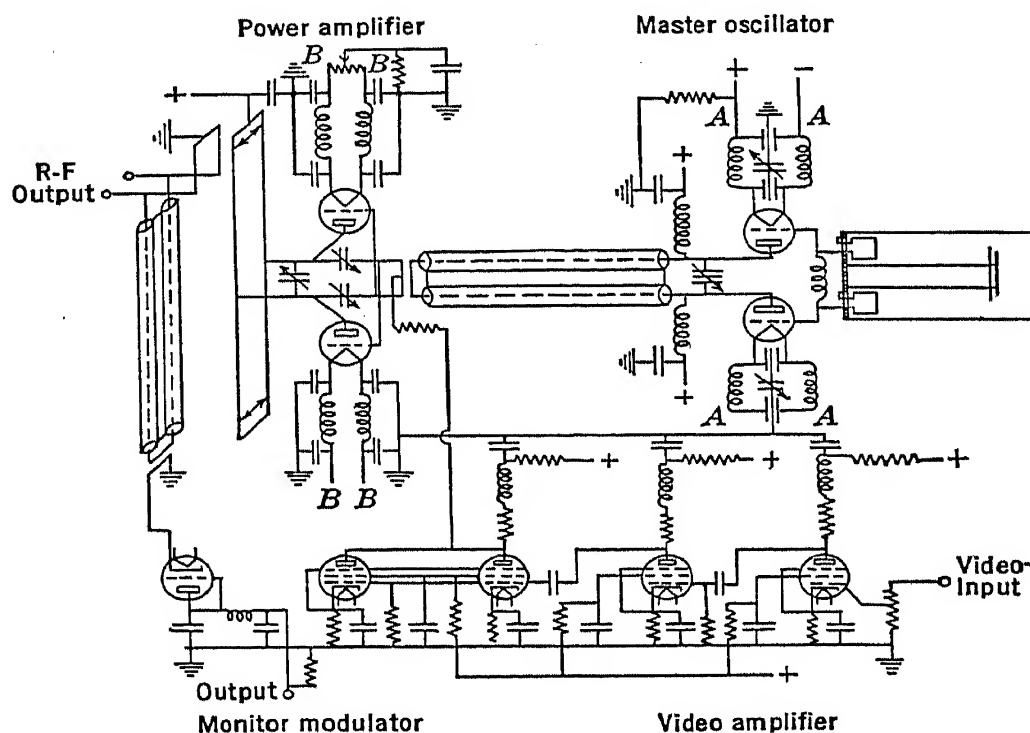 Power amplifier
Master oscillator
B
B
+
+
−
A
A
+
R-F
Output
+
A
A
B
B
+
+
+
Video-
Input
+
Output
Monitor modulator
Video amplifier